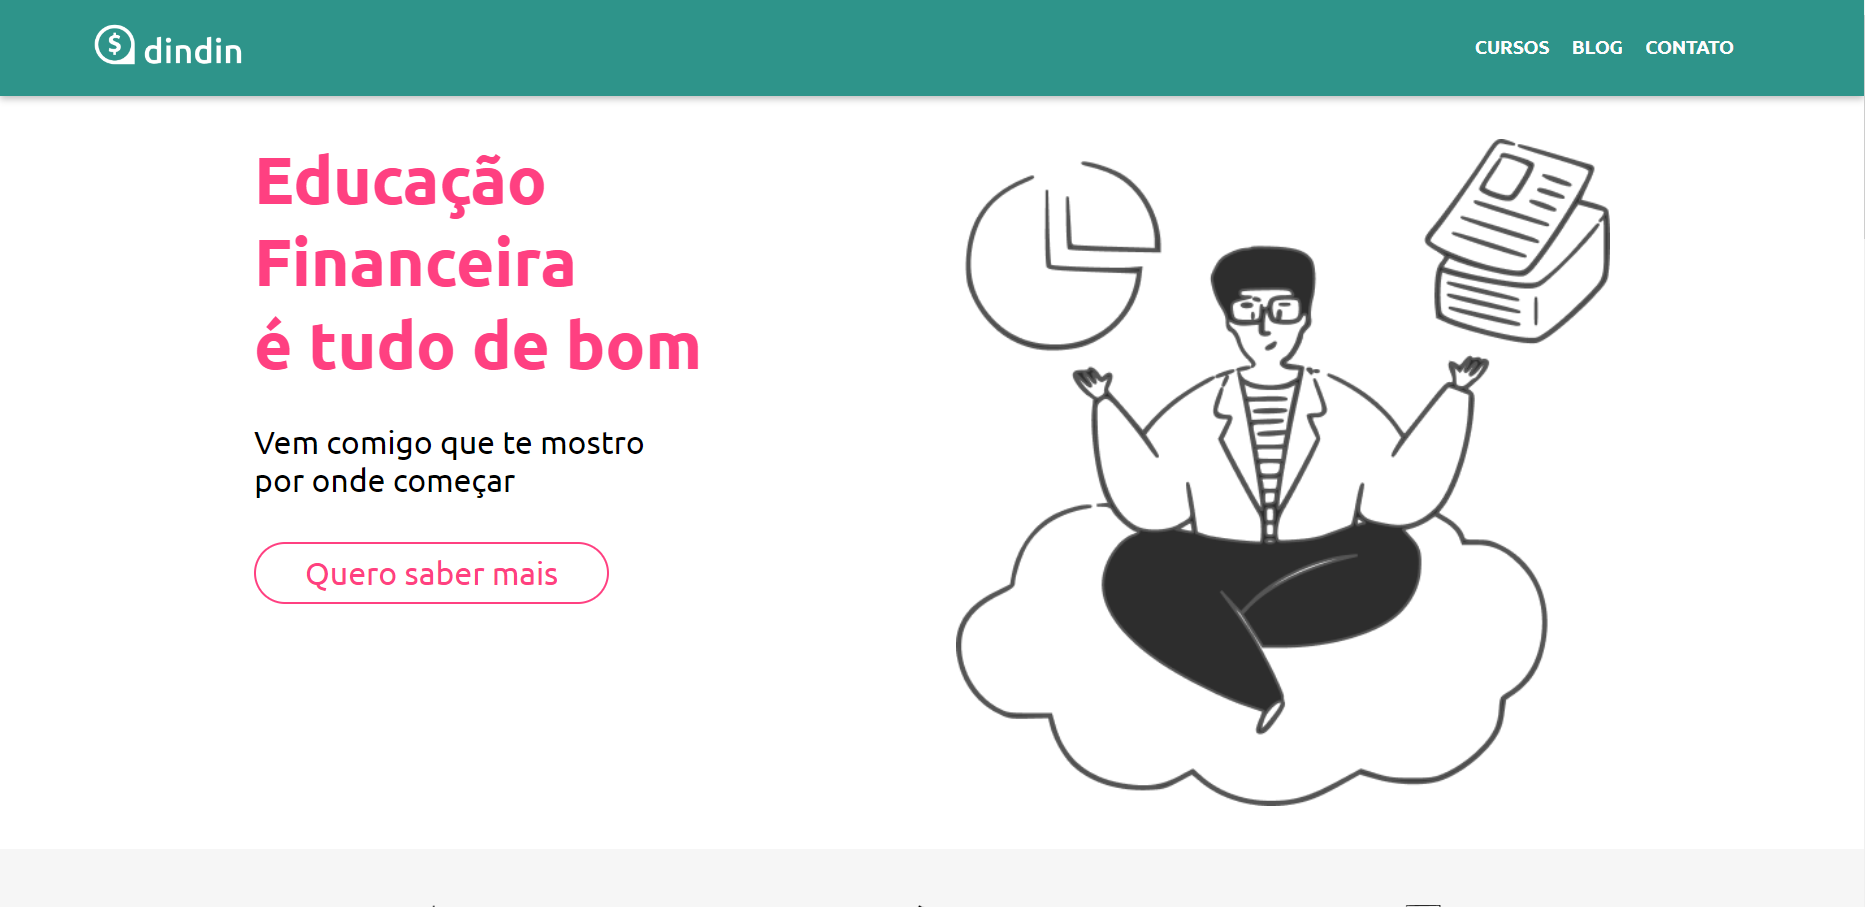 dindin
CURSOS BLOG CONTATO
Educação
Financeira
é tudo de bom
Vem comigo que te mostro
por onde começar
Quero saber mais